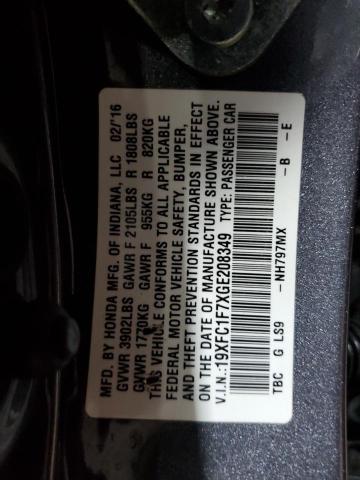 MFD. BY HONDA MFG. OF INDIANA, LLC 02/'16
GVWR 3902LBS GAWR F 2105LBS R 1808LBS
GVWR 1770KG GAWR F 955KG R 820KG
THIS VEHICLE CONFORMS TO ALL APPLICABLE
FEDERAL MOTOR VEHICLE SAFETY, BUMPER,
AND THEFT PREVENTION STANDARDS IN EFFECT
ON THE DATE OF MANUFACTURE SHOWN ABOVE.
V.I.N.:19XFC1F7XGE208349 TYPE: PASSENGER CAR
TBC G LS9 -NH797MX -B -E